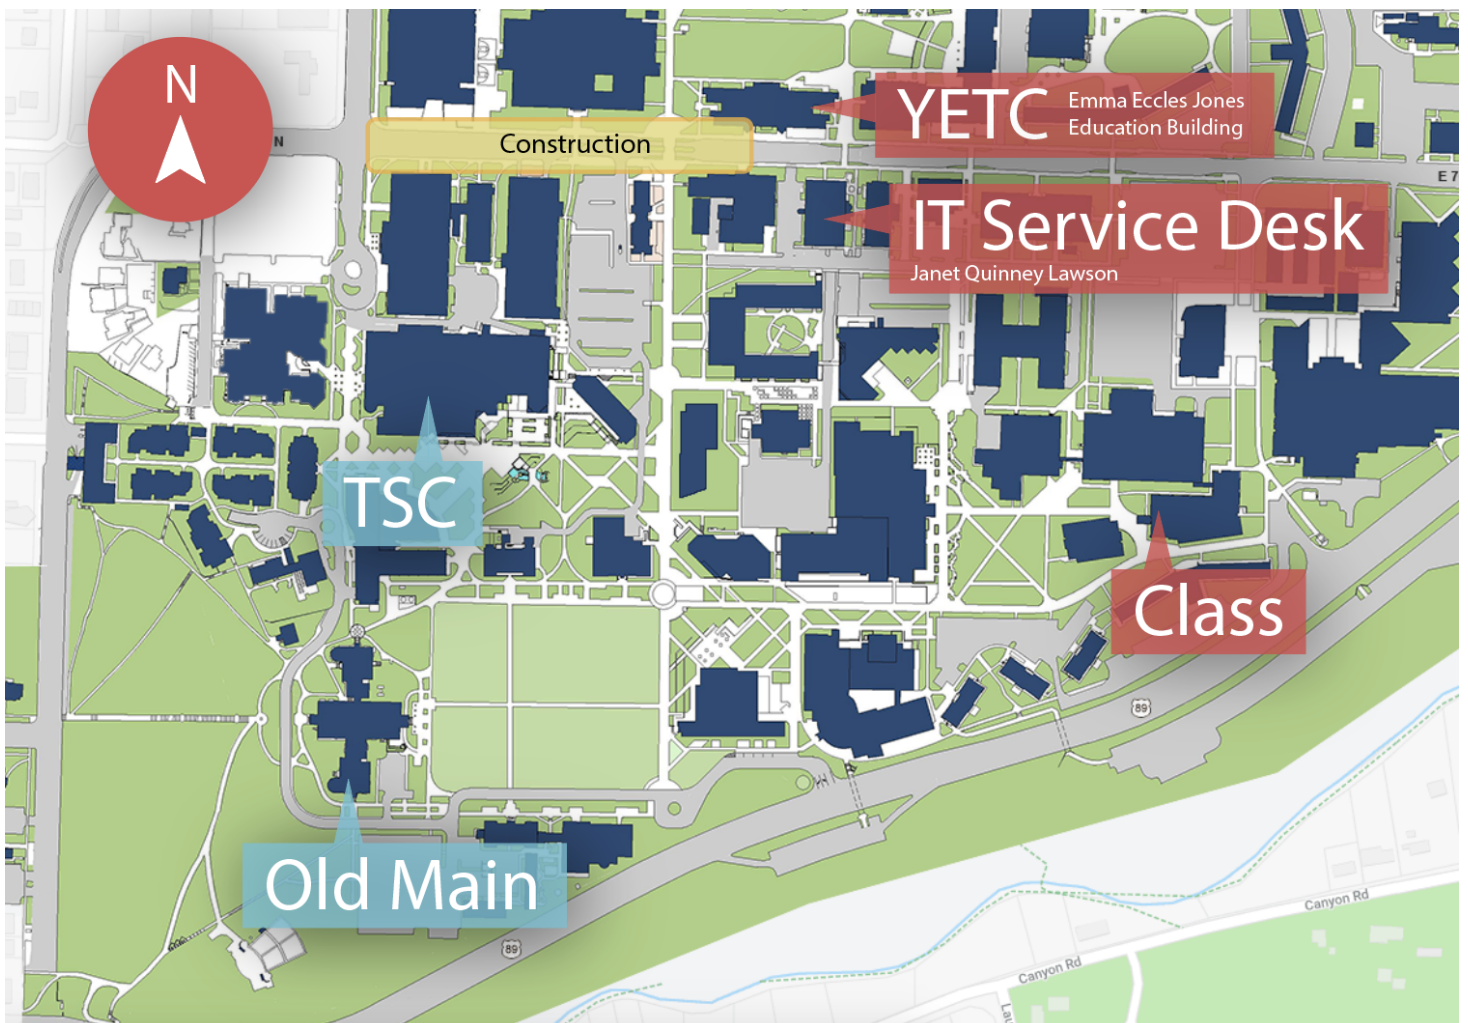 N
N
Construction
YETC
Emma Eccles Jones
Education Building
E 7
IT Service Desk
Janet Quinney Lawson
TSC
Class
89
Old Main
89
Canyon Rd
Canyon Rd
Lau